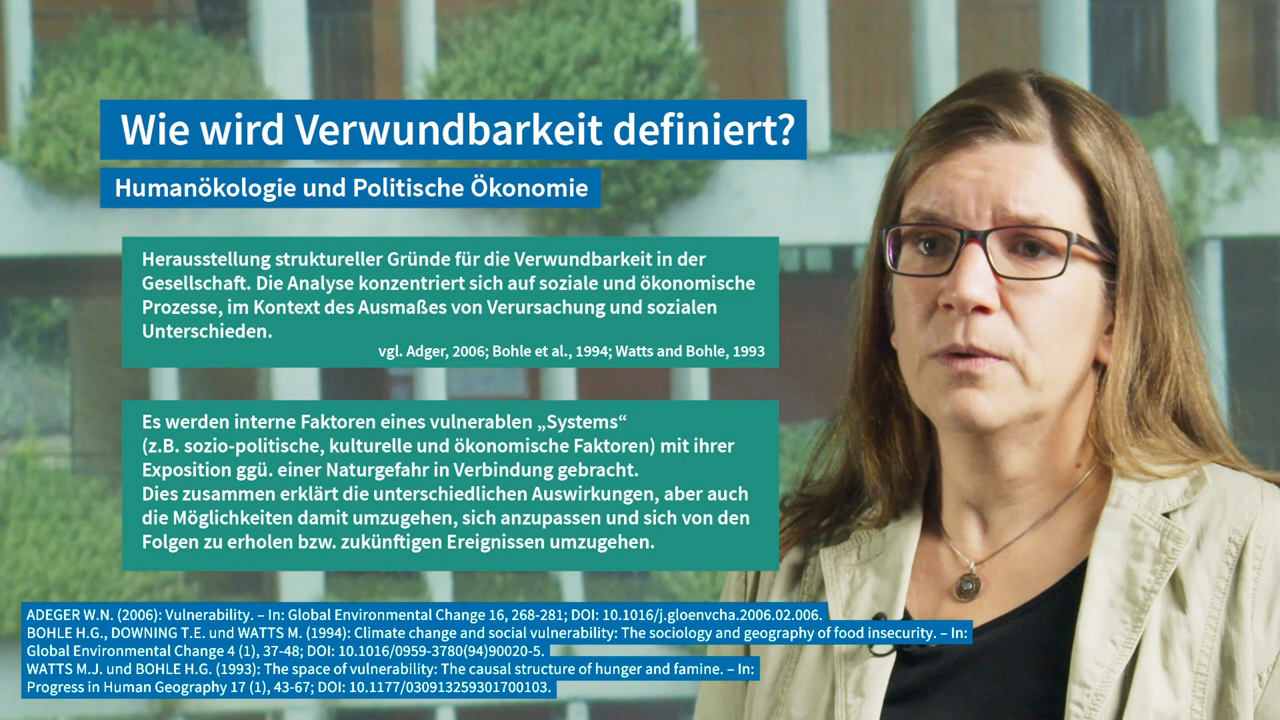 Wie wird Verwundbarkeit definiert?
Humanökologie und Politische Ökonomie
Herausstellung struktureller Gründe für die Verwundbarkeit in der
Gesellschaft. Die Analyse konzentriert sich auf soziale und ökonomische
Prozesse, im Kontext des Ausmaßes von Verursachung und sozialen
Unterschieden.
vgl. Adger, 2006; Bohle et al., 1994; Watts and Bohle, 1993
Es werden interne Faktoren eines vulnerablen „Systems“
(z.B. sozio-politische, kulturelle und ökonomische Faktoren) mit ihrer
Exposition ggü. einer Naturgefahr in Verbindung gebracht.
Dies zusammen erklärt die unterschiedlichen Auswirkungen, aber auch
die Möglichkeiten damit umzugehen, sich anzupassen und sich von den
Folgen zu erholen bzw. zukünftigen Ereignissen umzugehen.
ADEGER W.N. (2006): Vulnerability. – In: Global Environmental Change 16, 268-281; DOI: 10.1016/j.gloenvcha.2006.02.006.
BOHLE H.G., DOWNING T.E. und WATTS M. (1994): Climate change and social vulnerability: The sociology and geography of food insecurity. – In:
Global Environmental Change 4 (1), 37-48; DOI: 10.1016/0959-3780(94)90020-5.
WATTS M.J. und BOHLE H.G. (1993): The space of vulnerability: The causal structure of hunger and famine. – In:
Progress in Human Geography 17 (1), 43-67; DOI: 10.1177/030913259301700103.